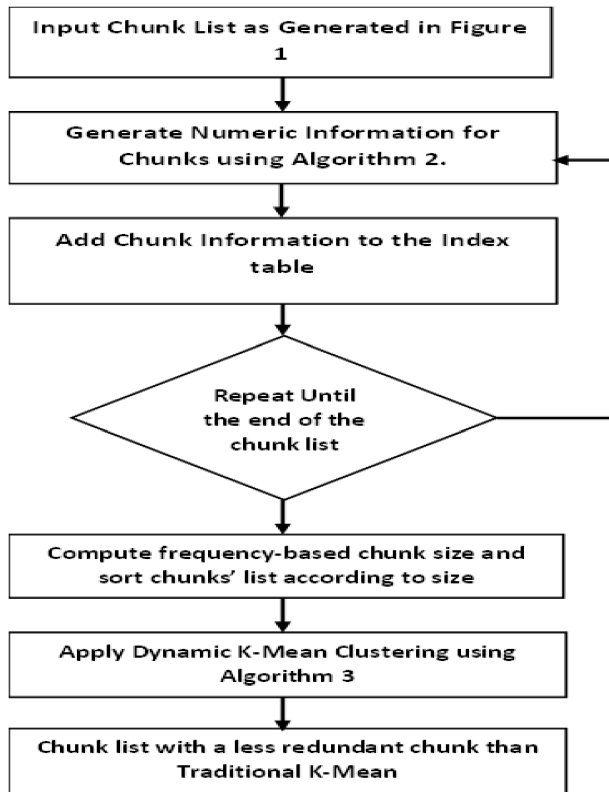 Input Chunk List as Generated in Figure
1
Generate Numeric Information for
Chunks using Algorithm 2.
Add Chunk Information to the Index
table
Repeat Until
the end of the
chunk list
Compute frequency-based chunk size and
sort chunks’ list according to size
Apply Dynamic K-Mean Clustering using
Algorithm 3
Chunk list with a less redundant chunk than
Traditional K-Mean